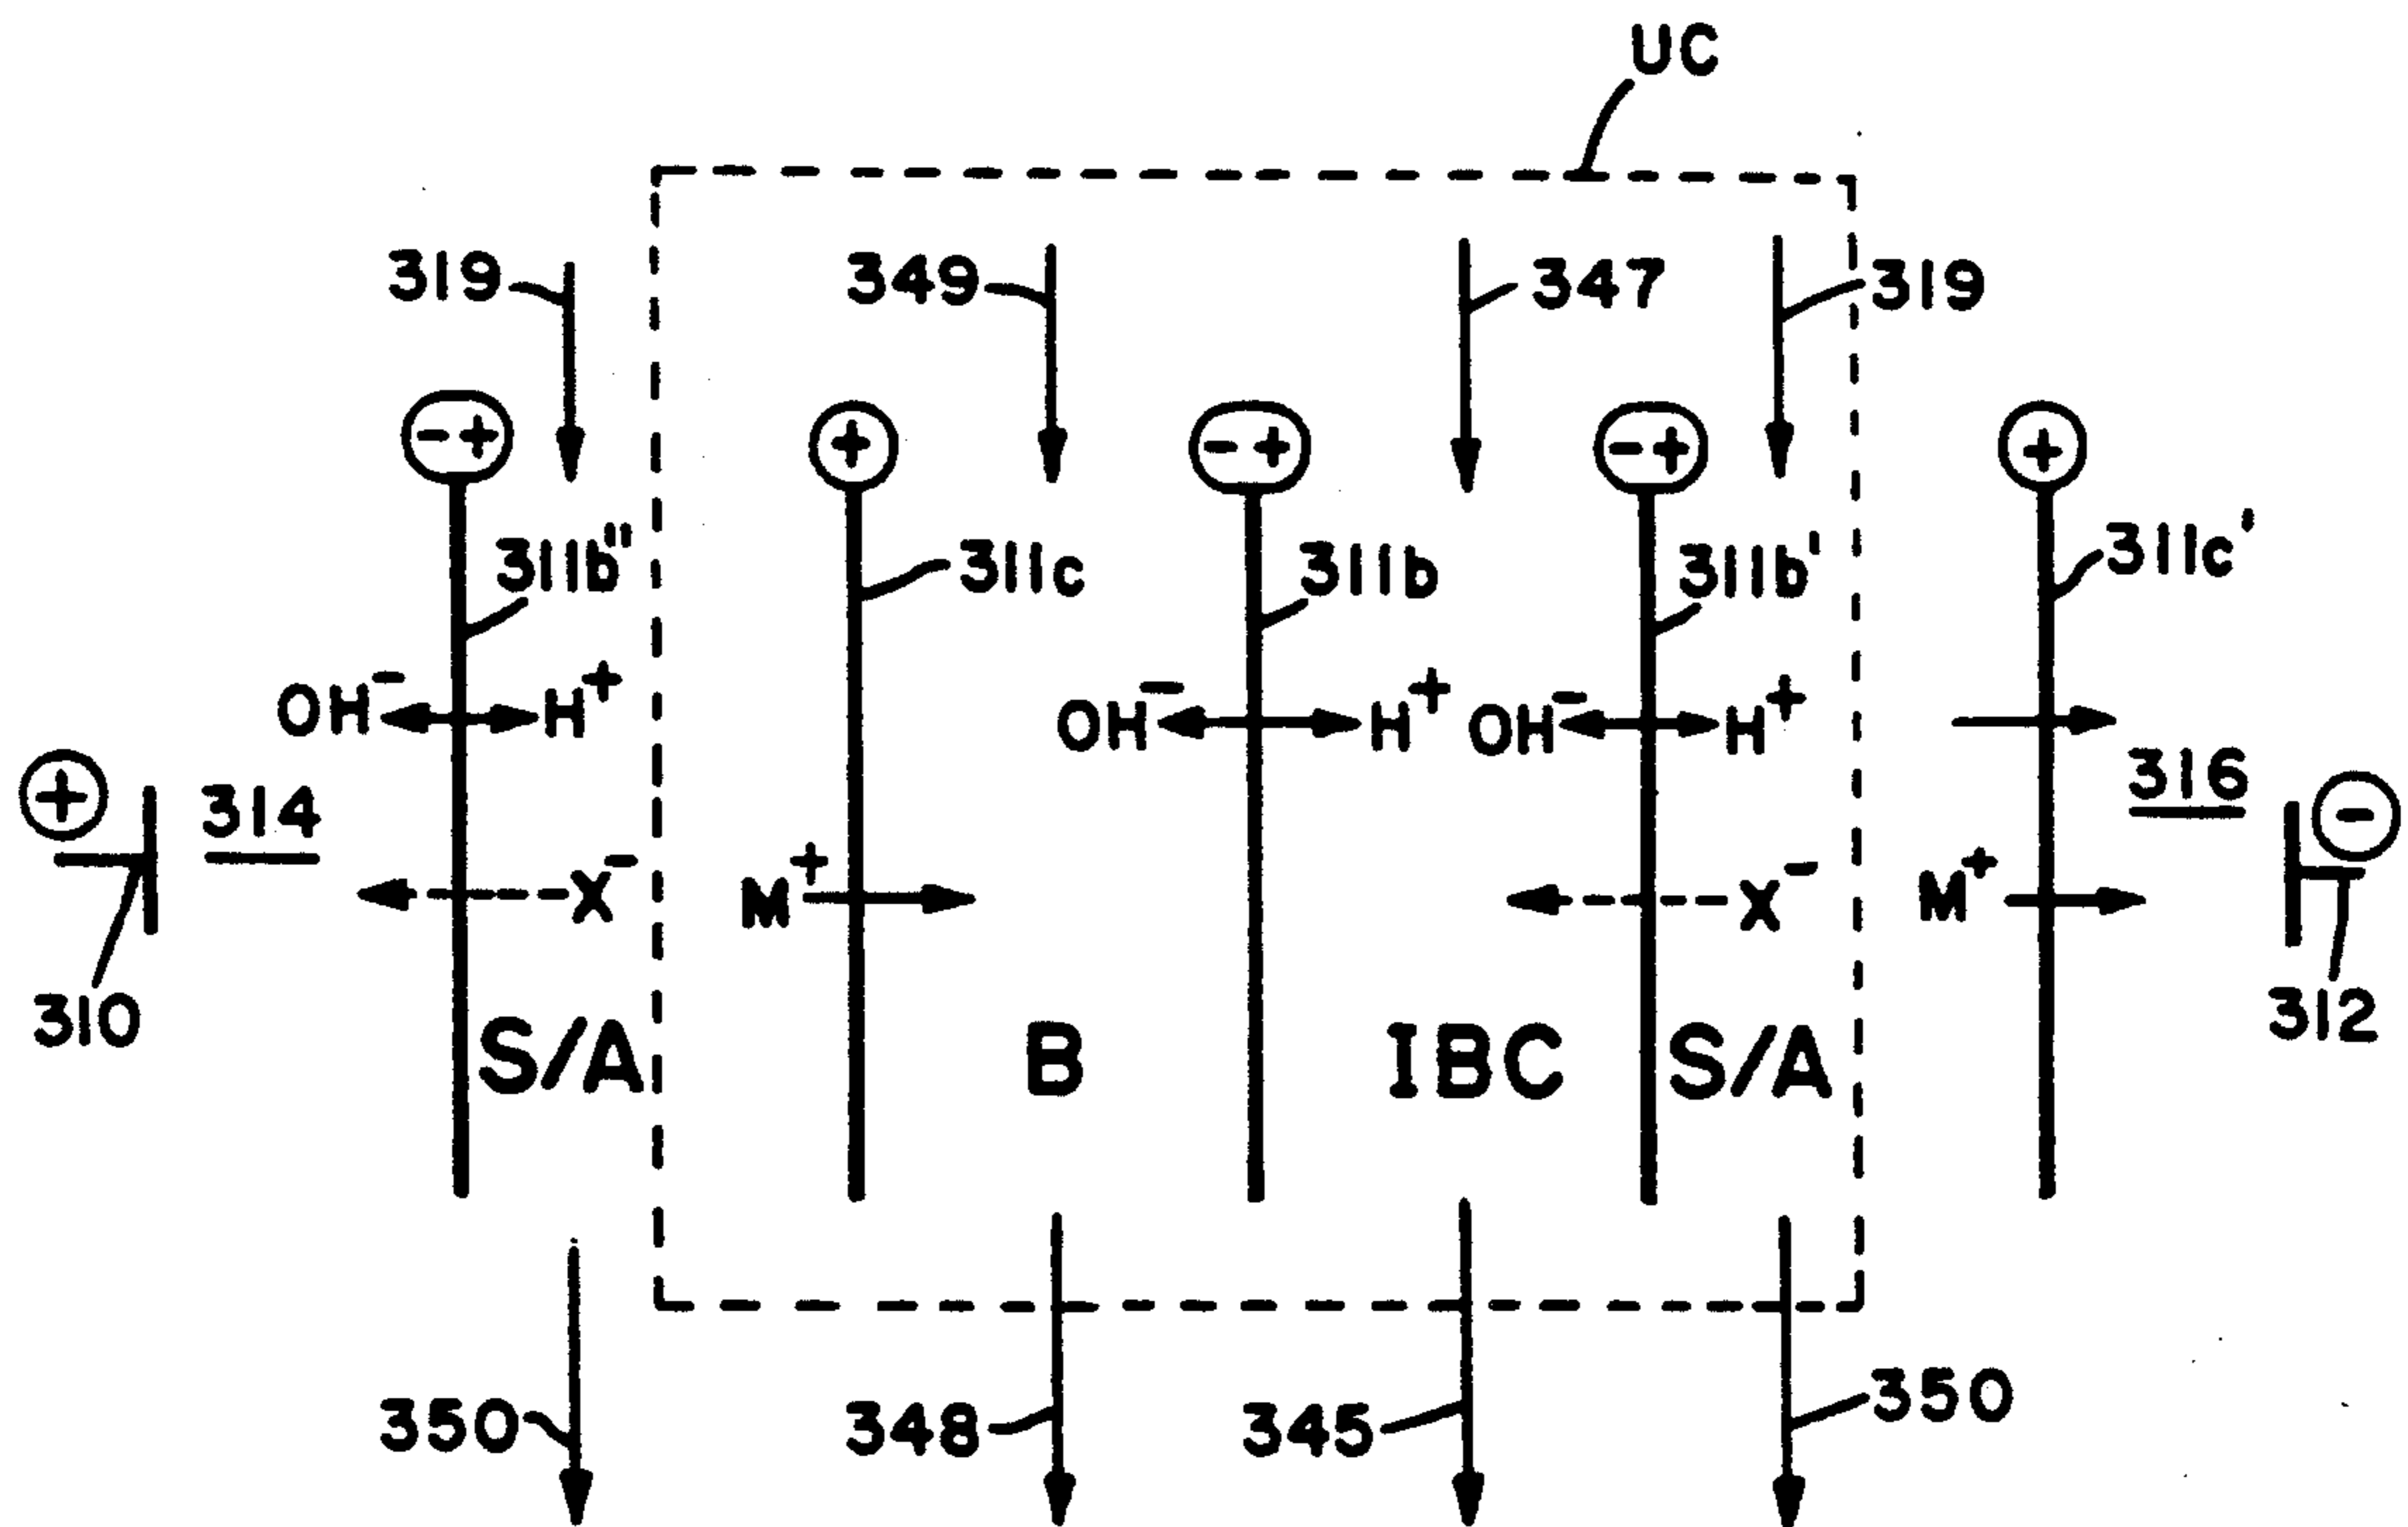 UC
319 349 347 319
-+ + -+ -+ +
311b" 311c 311b 311b' 311c'
OH⁻ H⁺ OH⁻ H⁺ OH⁻ H⁺
+ 314 316 -
X⁻ M⁺ X⁻ M⁺
310 S/A B IBC S/A 312
350 348 345 350